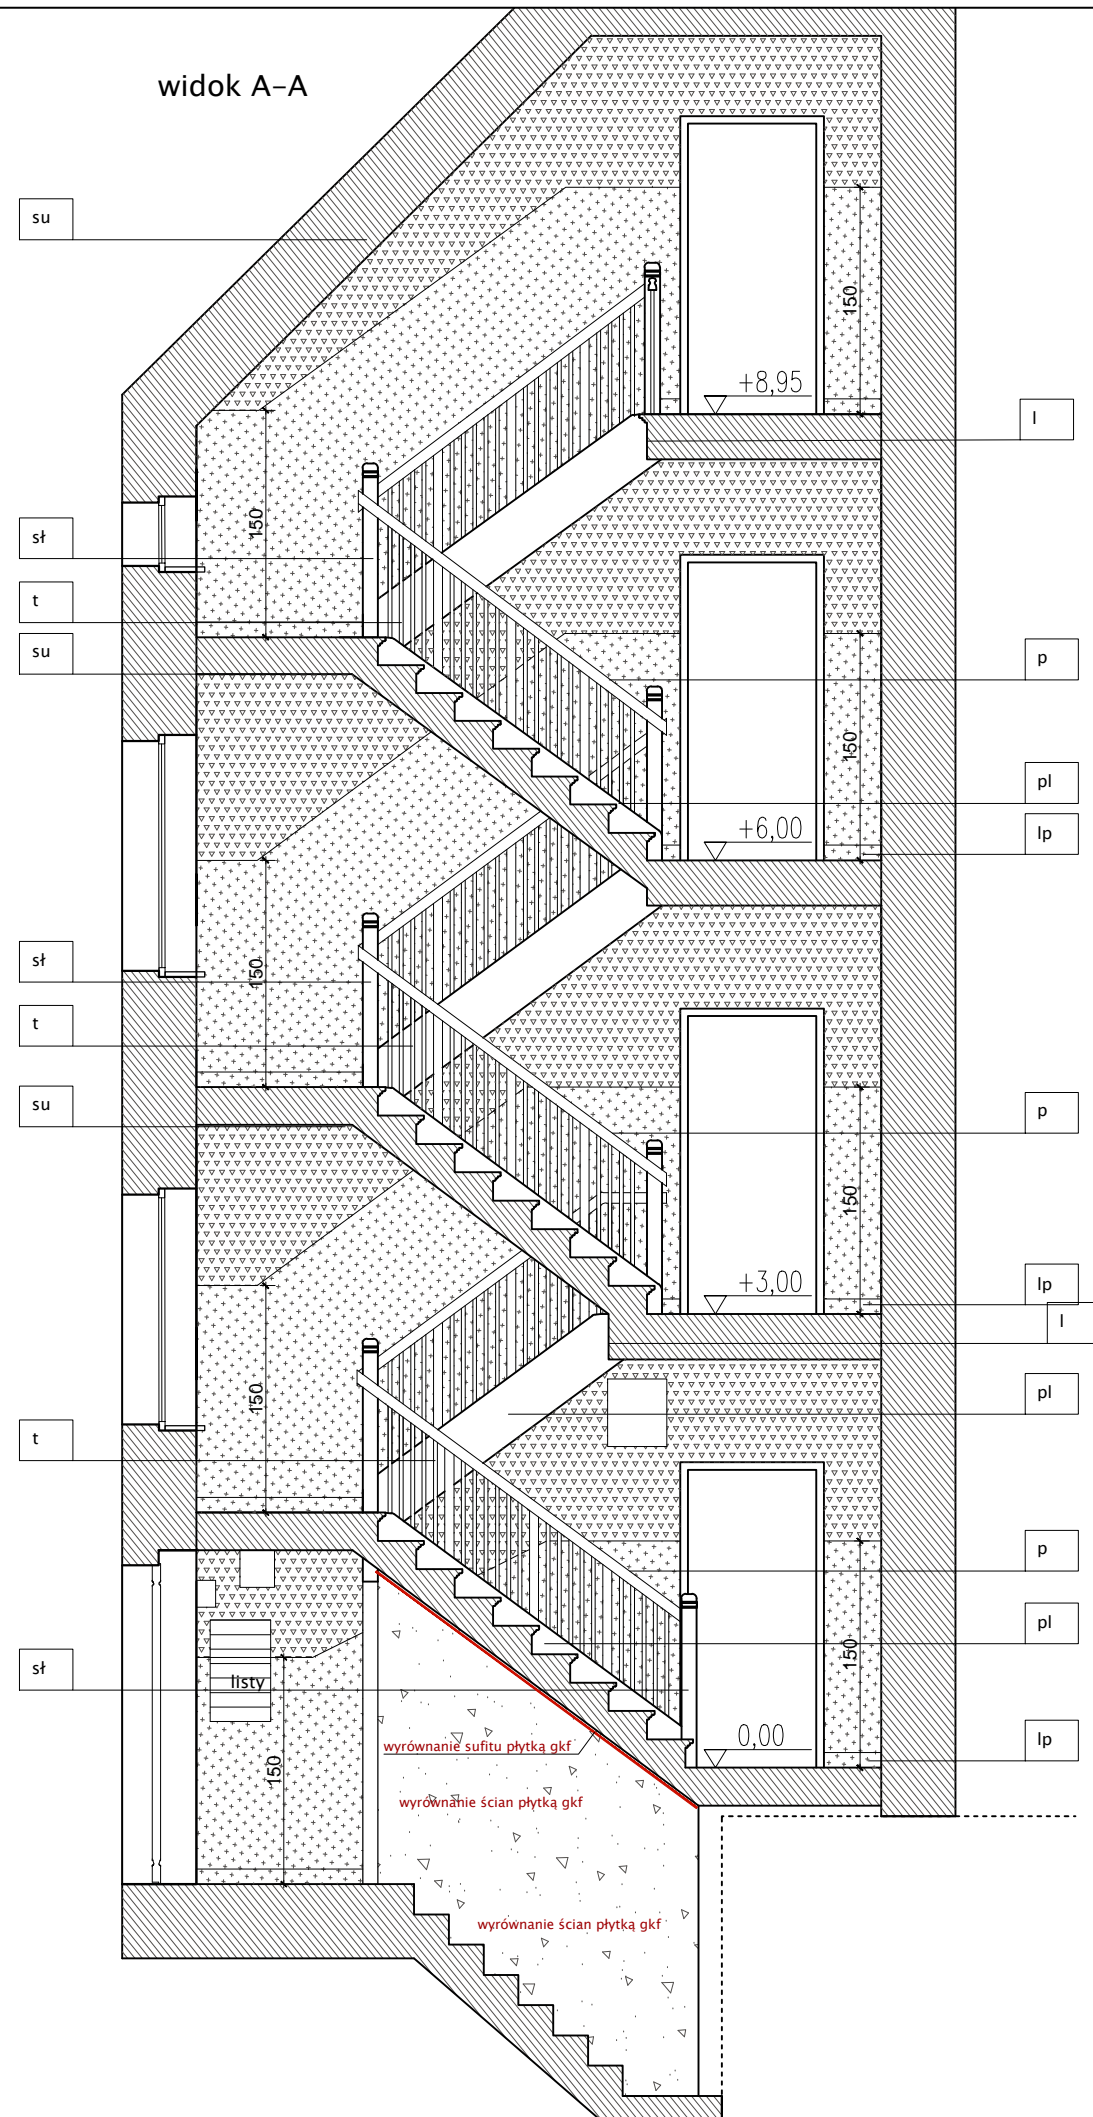 widok A-A
su
150
+8,95
l
sł
150
t
su
p
150
pl
+6,00
lp
sł
150
t
su
p
150
+3,00
lp
l
pl
150
t
p
pl
150
sł
listy
0,00
lp
wyrównanie sufitu płytką gkf
150
wyrównanie ścian płytką gkf
wyrównanie ścian płytką gkf